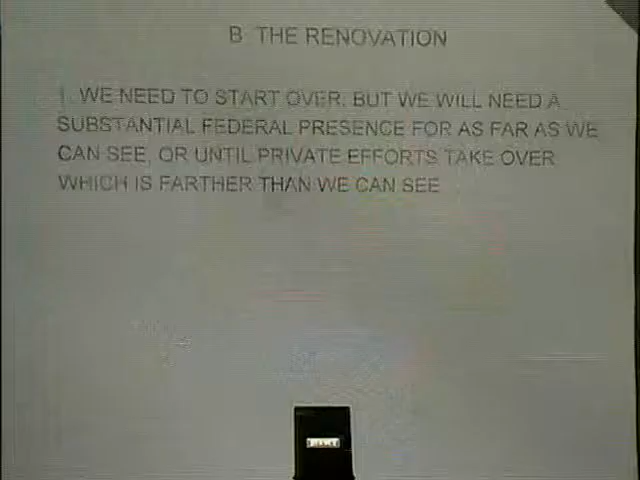 B THE RENOVATION
1. WE NEED TO START OVER. BUT WE WILL NEED A
SUBSTANTIAL FEDERAL PRESENCE FOR AS FAR AS WE
CAN SEE, OR UNTIL PRIVATE EFFORTS TAKE OVER
WHICH IS FARTHER THAN WE CAN SEE